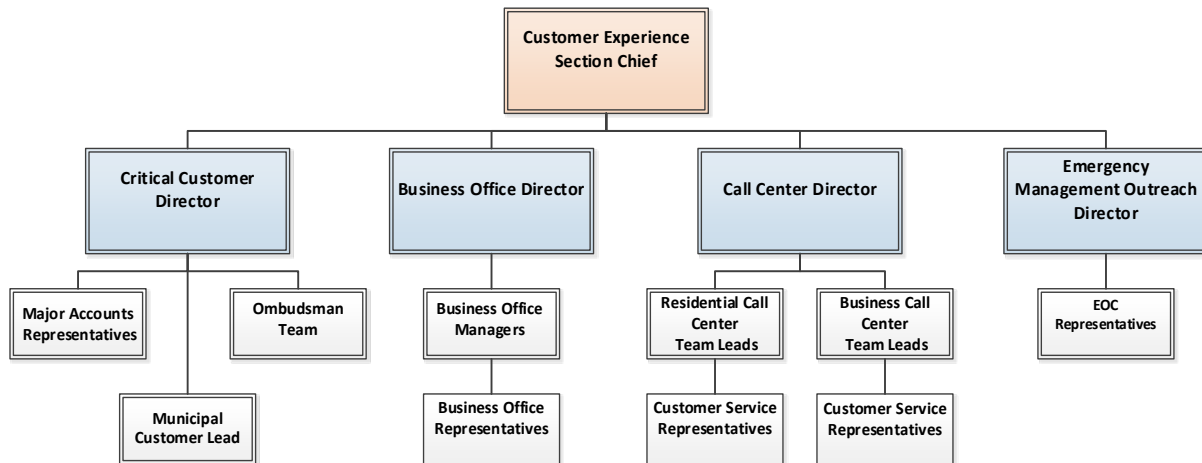 Customer Experience
Section Chief
Critical Customer
Director
Business Office Director
Call Center Director
Emergency
Management Outreach
Director
Major Accounts
Representatives
Ombudsman
Team
Business Office
Managers
Residential Call
Center
Team Leads
Business Call
Center
Team Leads
EOC
Representatives
Municipal
Customer Lead
Business Office
Representatives
Customer Service
Representatives
Customer Service
Representatives